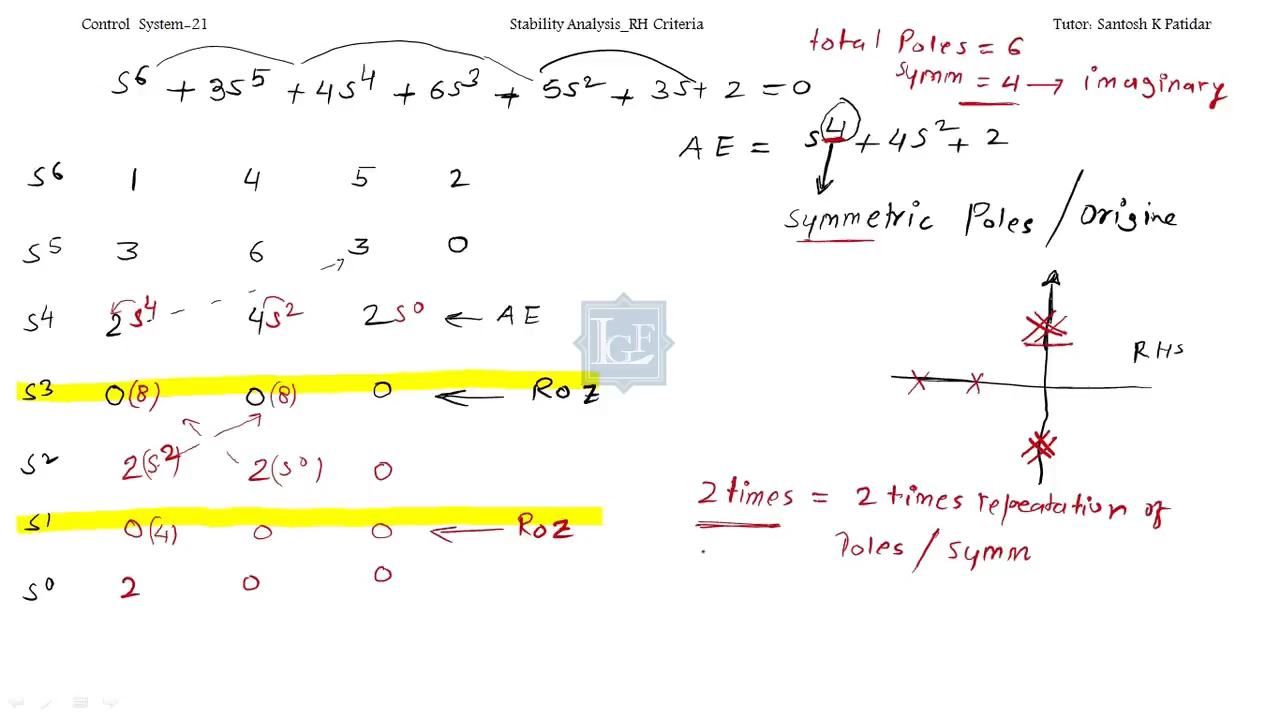 Control System-21
Stability Analysis_RH Criteria
Tutor: Santosh K Patidar
total Poles = 6
symm = 4 → imaginary
s6 + 3s5 + 4s4 + 6s3 + 5s2 + 3s + 2 = 0
AE = s4 + 4s2 + 2
symmetric Poles / origine
s6 1 4 5 2
s5 3 6 3 0
s4 2s4 4s2 2s0 ← AE
s3 0(8) 0(8) 0 ← ROZ
s2 2(s2) 2(s0) 0
s1 0(4) 0 0 ← ROZ
s0 2 0 0
RHS
2 times = 2 times repeatation of
Poles / symm
LGF